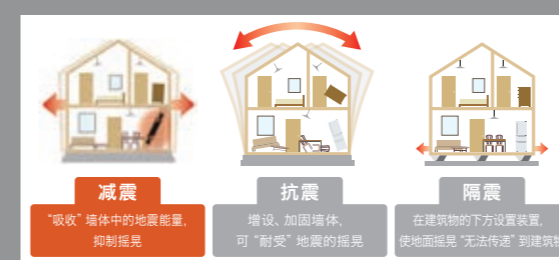 减震
“吸收”墙体中的地震能量,
抑制摇晃
抗震
增设、加固墙体,
可“耐受”地震的摇晃
隔震
在建筑物的下方设置装置,
使地面摇晃“无法传递”到建筑物